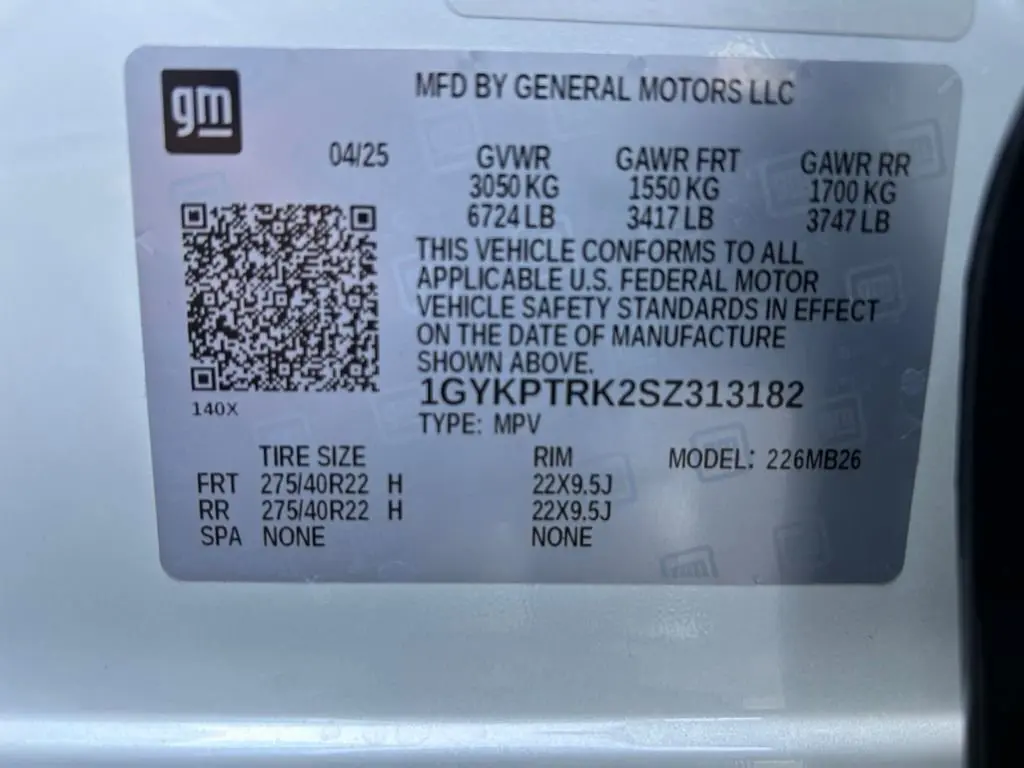 gm
MFD BY GENERAL MOTORS LLC
04/25 GVWR GAWR FRT GAWR RR
3050 KG 1550 KG 1700 KG
6724 LB 3417 LB 3747 LB
THIS VEHICLE CONFORMS TO ALL
APPLICABLE U.S. FEDERAL MOTOR
VEHICLE SAFETY STANDARDS IN EFFECT
ON THE DATE OF MANUFACTURE
SHOWN ABOVE.
140X
1GYKPTRK2SZ313182
TYPE: MPV
TIRE SIZE RIM MODEL: 226MB26
FRT 275/40R22 H 22X9.5J
RR 275/40R22 H 22X9.5J
SPA NONE NONE